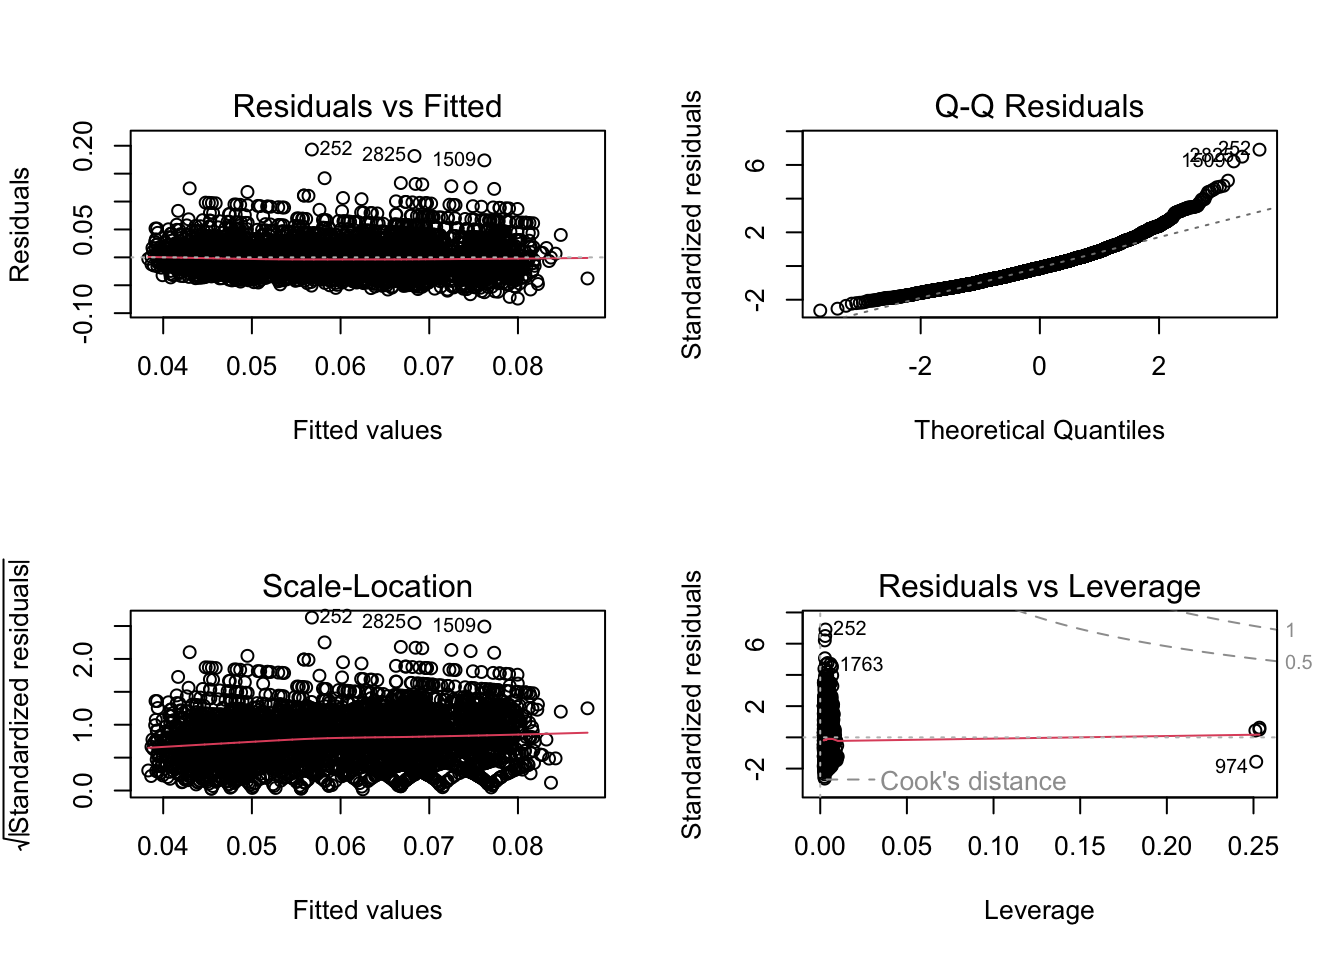 Residuals vs Fitted
Residuals
0.20
0.05
-0.10
252
2825
1509
0.04 0.05 0.06 0.07 0.08
Fitted values
Q-Q Residuals
Standardized residuals
6
2
-2
252
2825
1509
-2 0 2
Theoretical Quantiles
Scale-Location
√|Standardized residuals|
2.0
1.0
0.0
252
2825
1509
0.04 0.05 0.06 0.07 0.08
Fitted values
Residuals vs Leverage
Standardized residuals
6
2
-2
252
1763
974
1
0.5
Cook's distance
0.00 0.05 0.10 0.15 0.20 0.25
Leverage